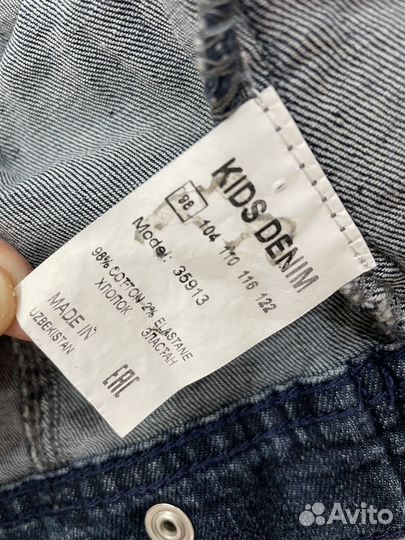 KIDS DENIM
98 104 110 116 122
Model: 35913
98% COTTON 2% ELASTANE
ХЛОПОК ЭЛАСТАН
MADE IN
UZBEKISTAN
EAC
Avito